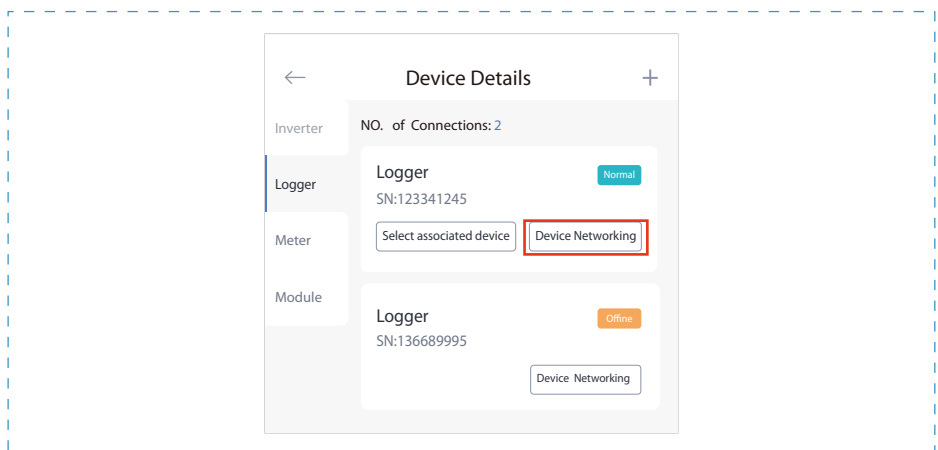 Device Details
Inverter
Logger
Meter
Module
NO. of Connections: 2
Logger
Normal
SN:123341245
Select associated device
Device Networking
Logger
Offine
SN:136689995
Device Networking